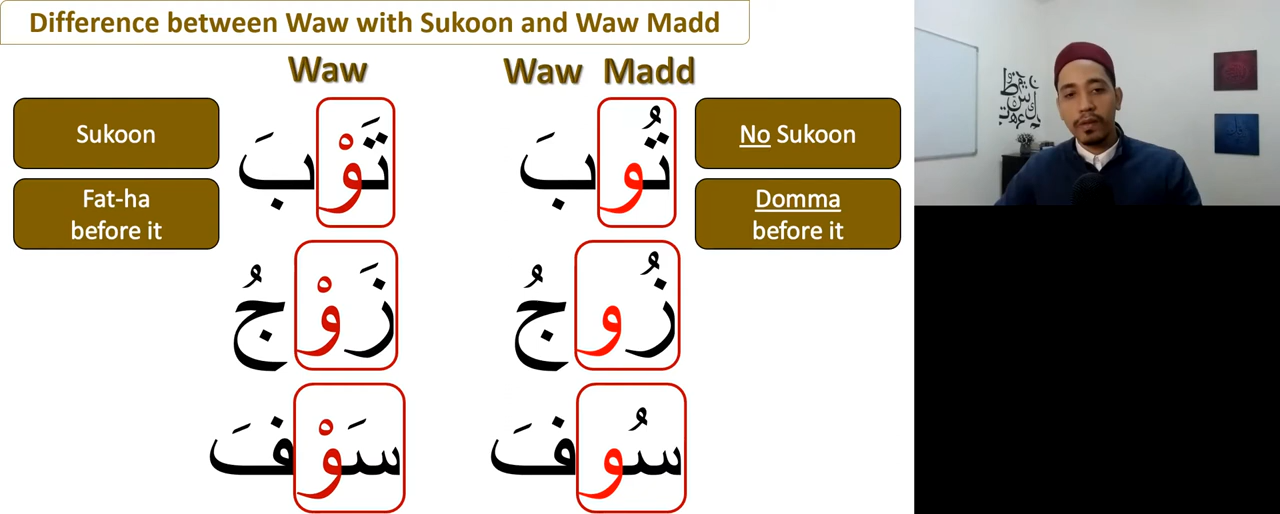 Difference between Waw with Sukoon and Waw Madd
Waw
Waw Madd
Sukoon
Fat-ha
before it
No Sukoon
Domma
before it
تَوْبَ
ثُوبَ
زَوْجُ
زُوجُ
سَوْفَ
سُوفَ